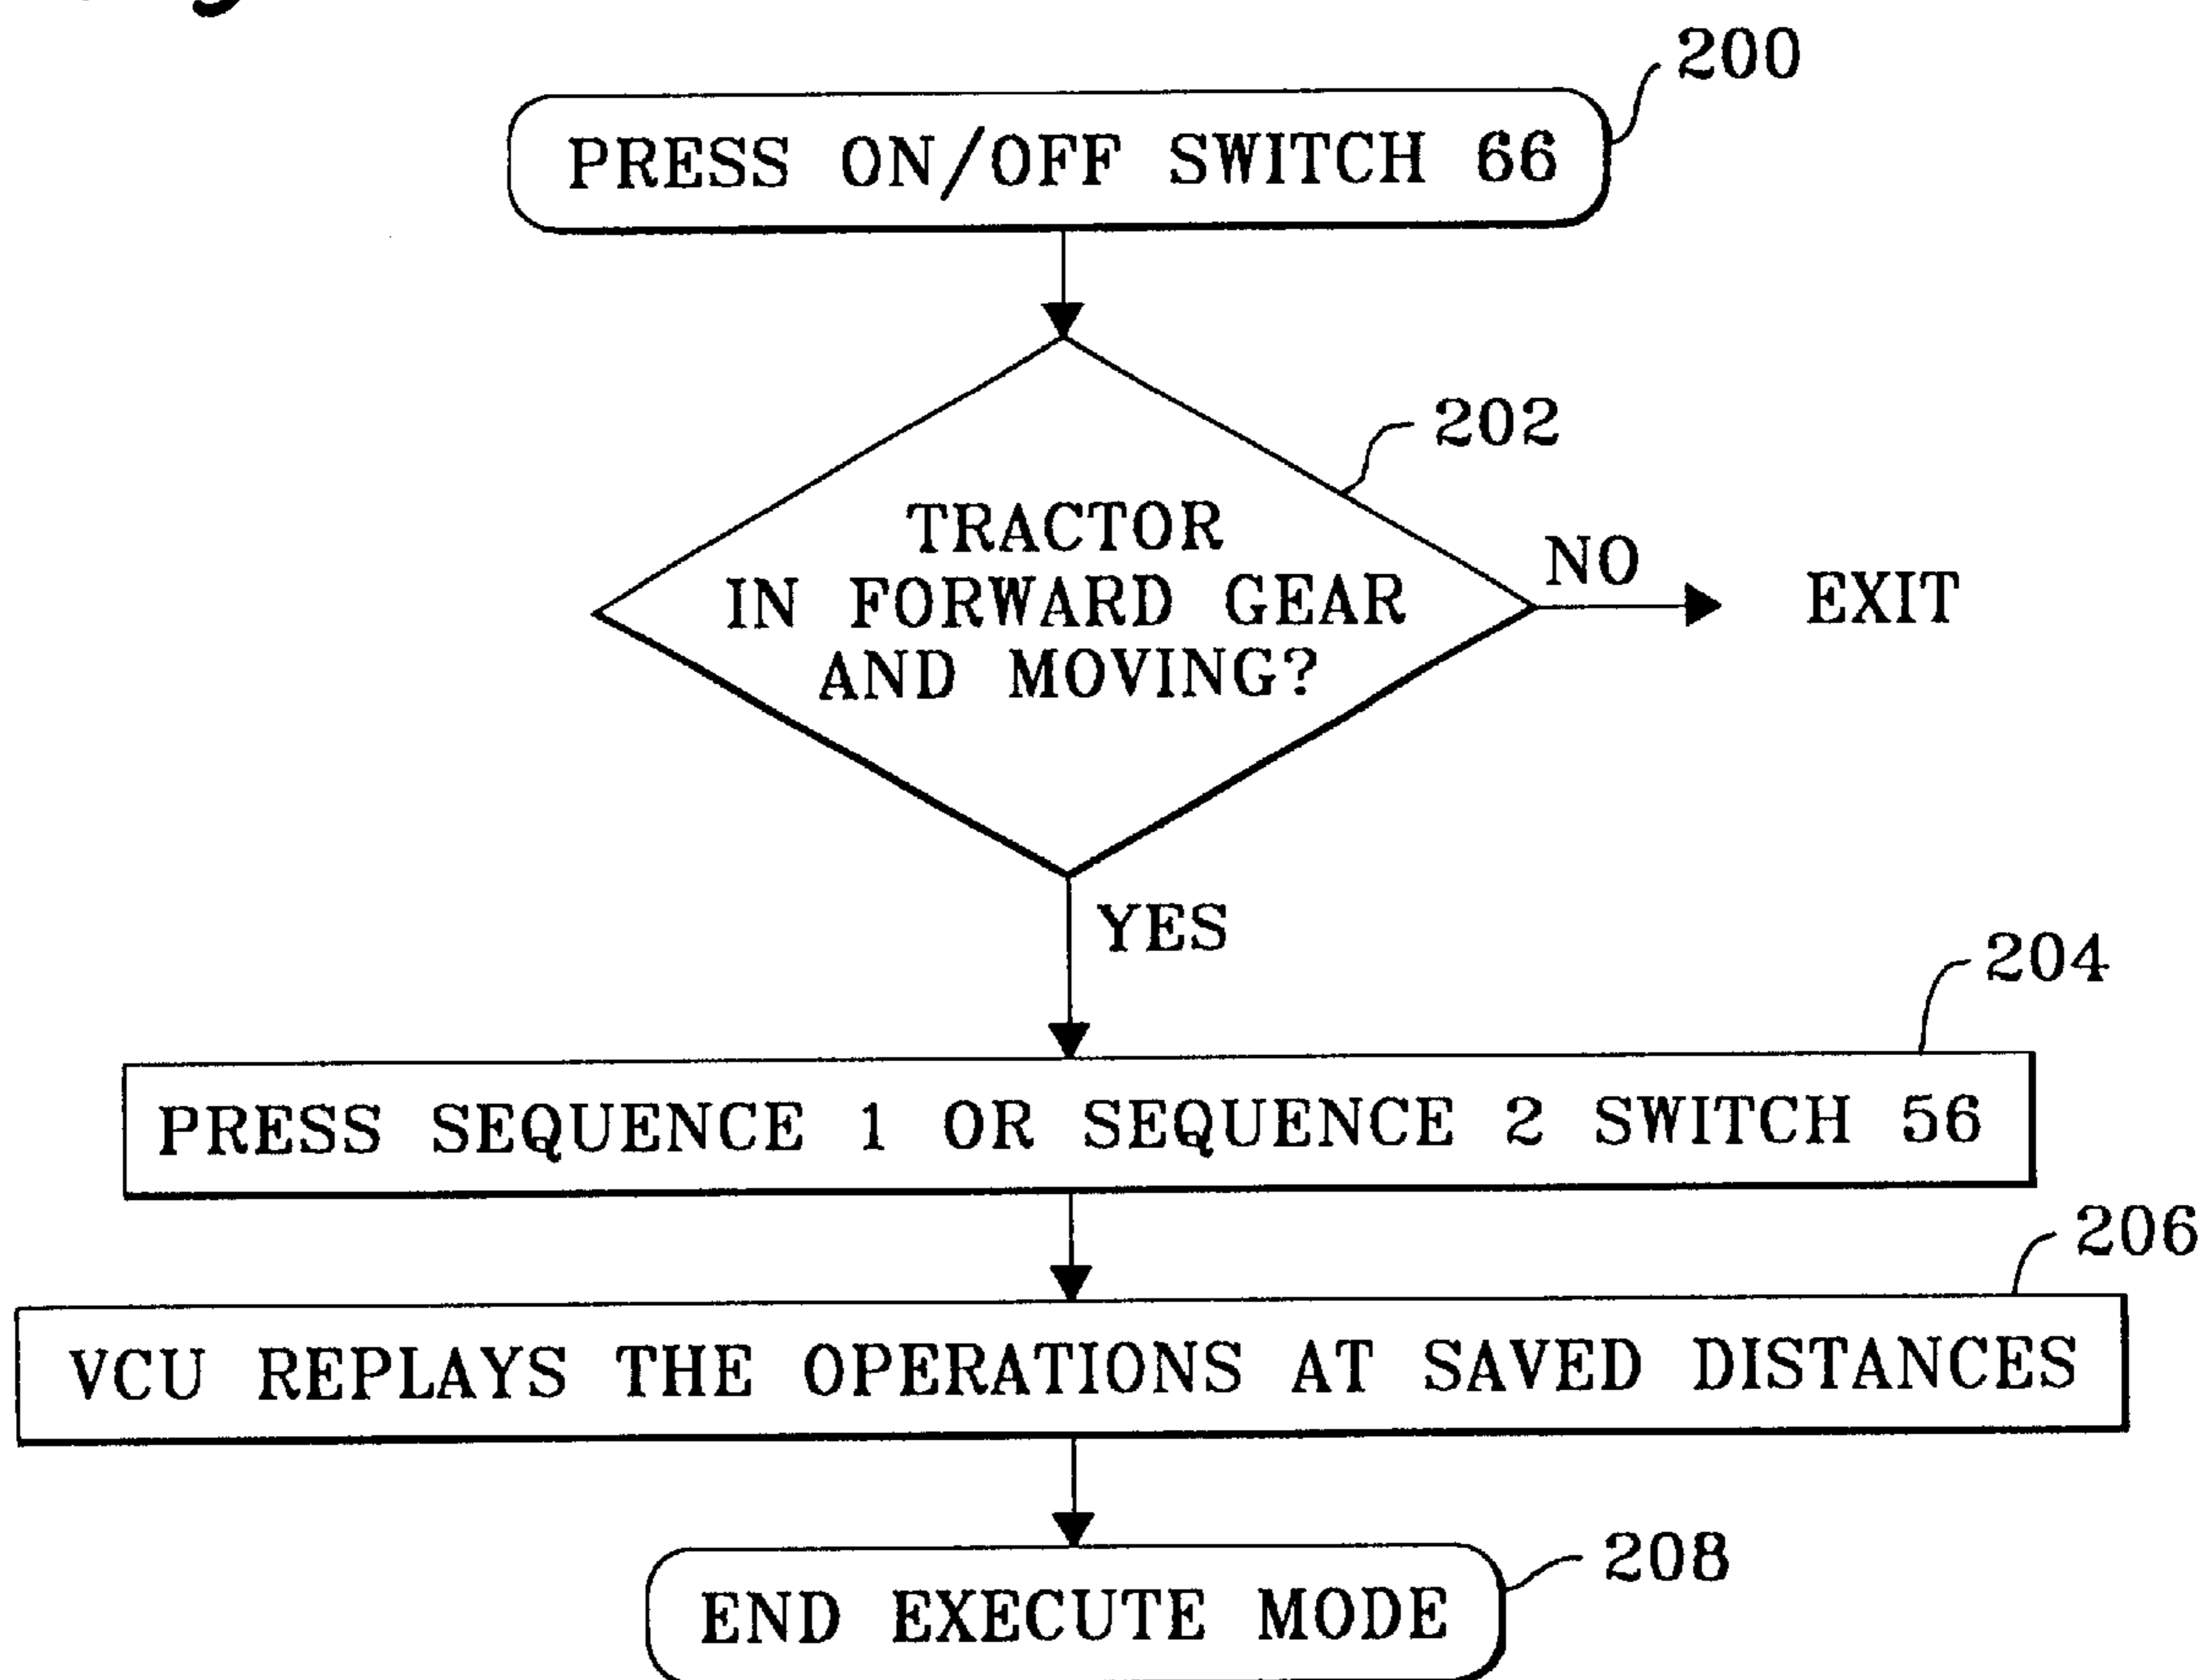 200
PRESS ON/OFF SWITCH 66
202
TRACTOR
IN FORWARD GEAR
AND MOVING?
NO
EXIT
YES
204
PRESS SEQUENCE 1 OR SEQUENCE 2 SWITCH 56
206
VCU REPLAYS THE OPERATIONS AT SAVED DISTANCES
208
END EXECUTE MODE